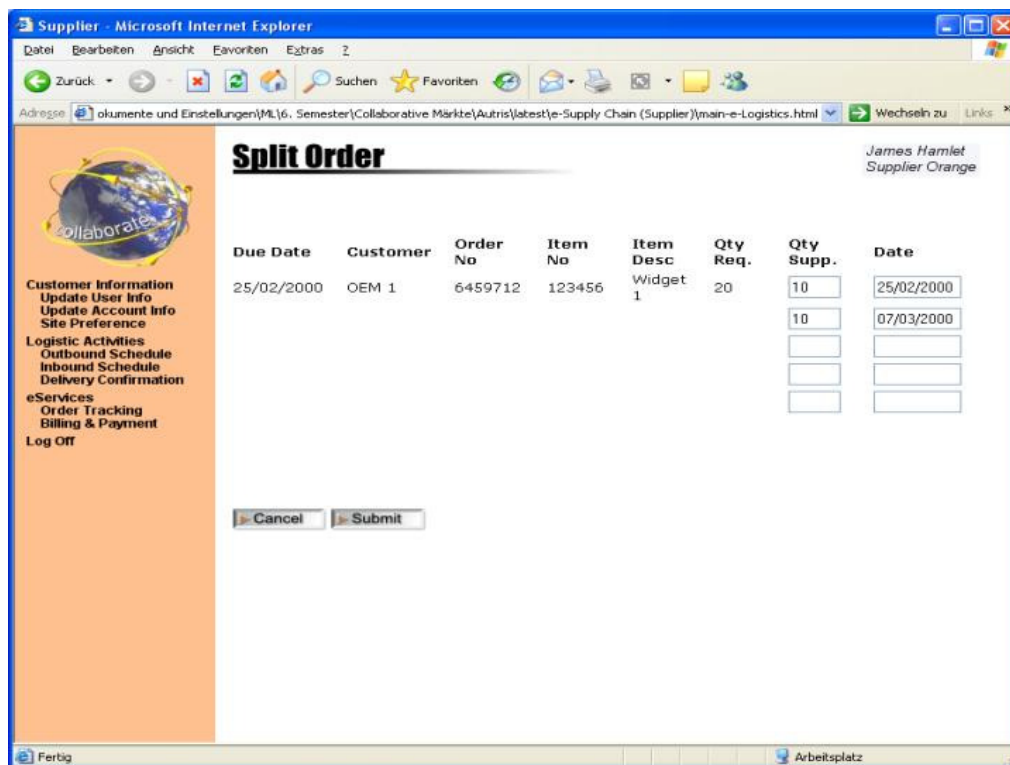 Supplier - Microsoft Internet Explorer
Datei Bearbeiten Ansicht Favoriten Extras ?
Zurück Suchen Favoriten
Adresse okumente und Einstellungen\ML\6. Semester\Collaborative Märkte\Autris\latest\e-Supply Chain (Supplier)\main-e-Logistics.html Wechseln zu Links »
Split Order
James Hamlet
Supplier Orange
collaborate
Due Date Customer Order No Item No Item Desc Qty Req. Qty Supp. Date
25/02/2000 OEM 1 6459712 123456 Widget 1 20 10 25/02/2000
10 07/03/2000
Customer Information
Update User Info
Update Account Info
Site Preference
Logistic Activities
Outbound Schedule
Inbound Schedule
Delivery Confirmation
eServices
Order Tracking
Billing & Payment
Log Off
Cancel Submit
Fertig Arbeitsplatz